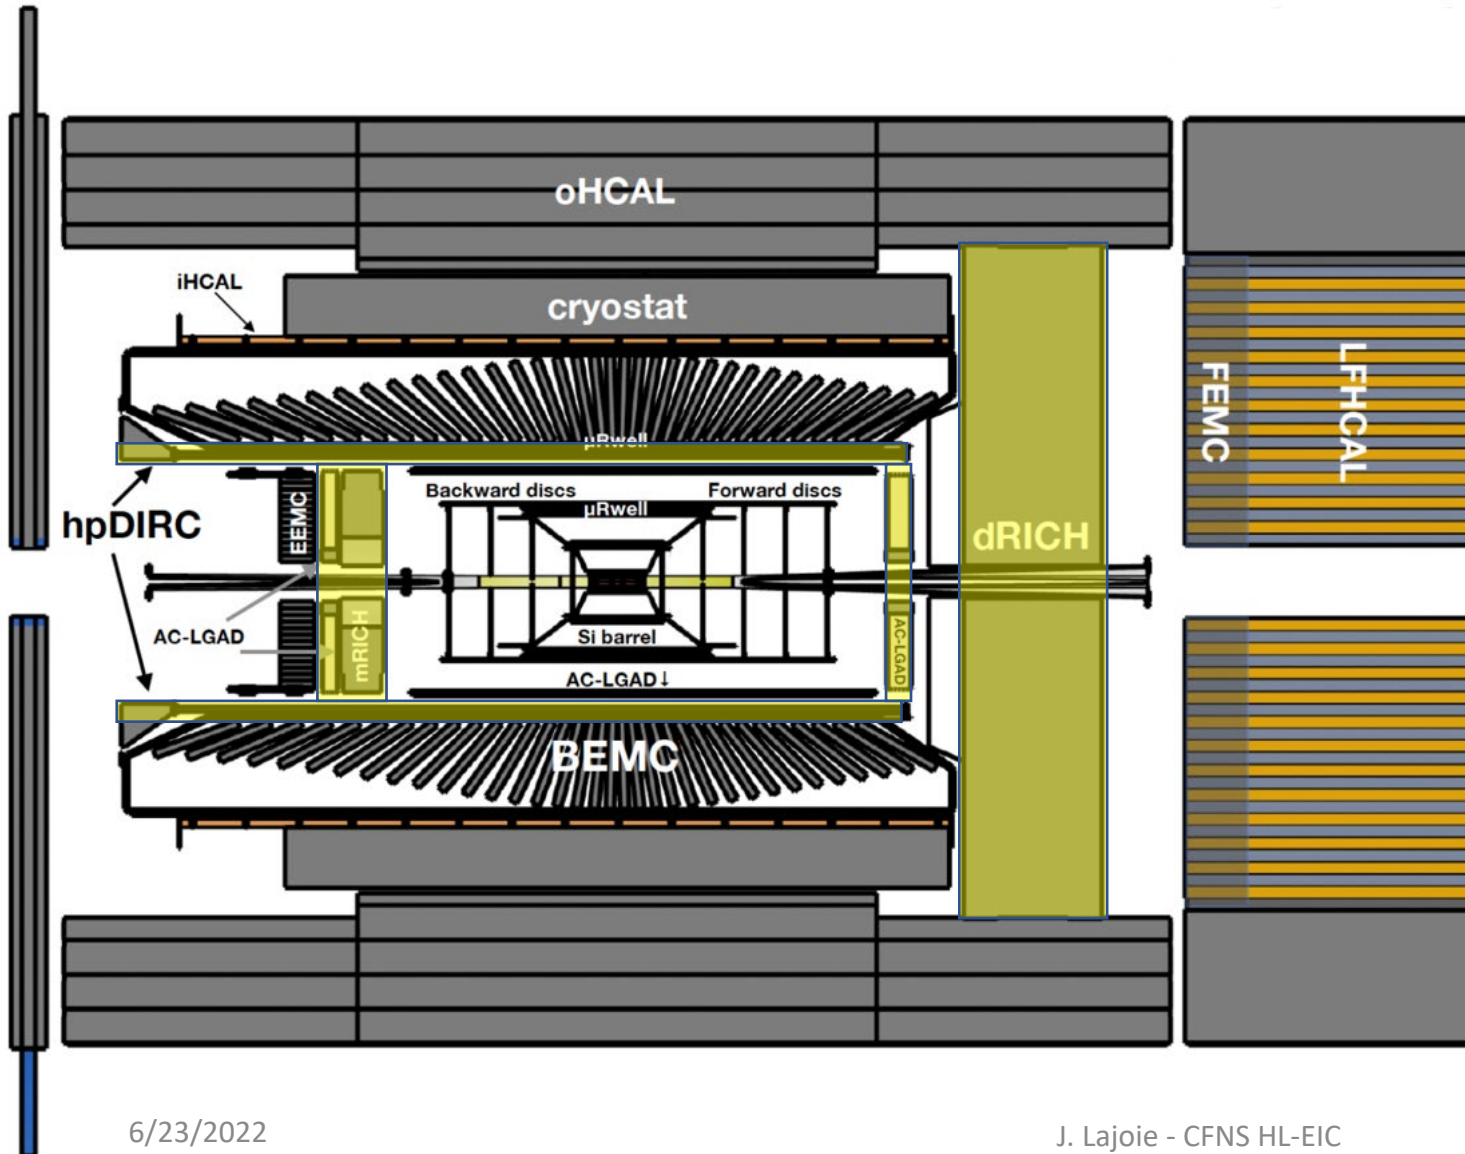 oHCAL
iHCAL
cryostat
μRwell
Backward discs
Forward discs
μRwell
EEMC
hpDIRC
dRICH
FEMC
LFHCAL
AC-LGAD
mRICH
Si barrel
AC-LGAD
AC-LGAD↓
BEMC
6/23/2022
J. Lajoie - CFNS HL-EIC